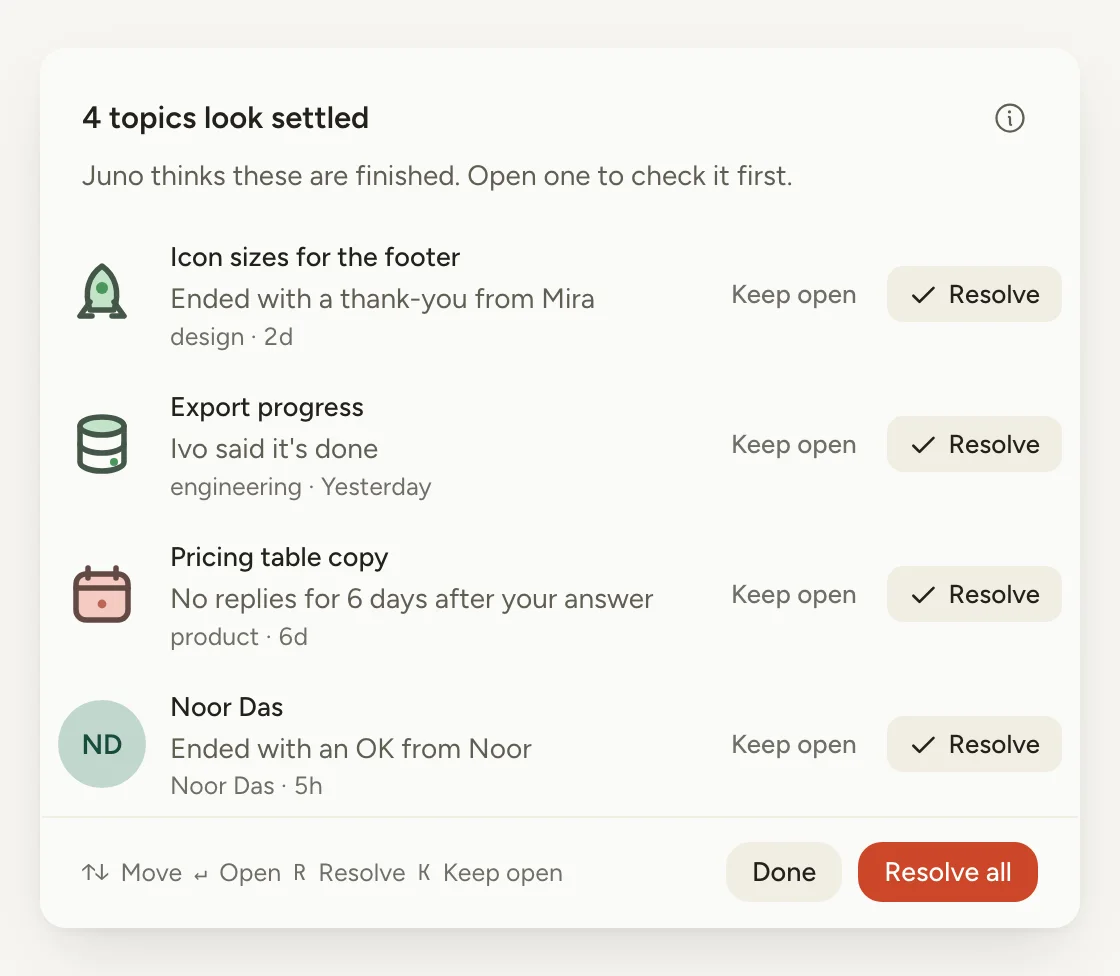 4 topics look settled
Juno thinks these are finished. Open one to check it first.
Icon sizes for the footer
Ended with a thank-you from Mira
design · 2d
Keep open
Resolve
Export progress
Ivo said it's done
engineering · Yesterday
Keep open
Resolve
Pricing table copy
No replies for 6 days after your answer
product · 6d
Keep open
Resolve
ND
Noor Das
Ended with an OK from Noor
Noor Das · 5h
Keep open
Resolve
↑↓ Move ↵ Open R Resolve K Keep open
Done
Resolve all